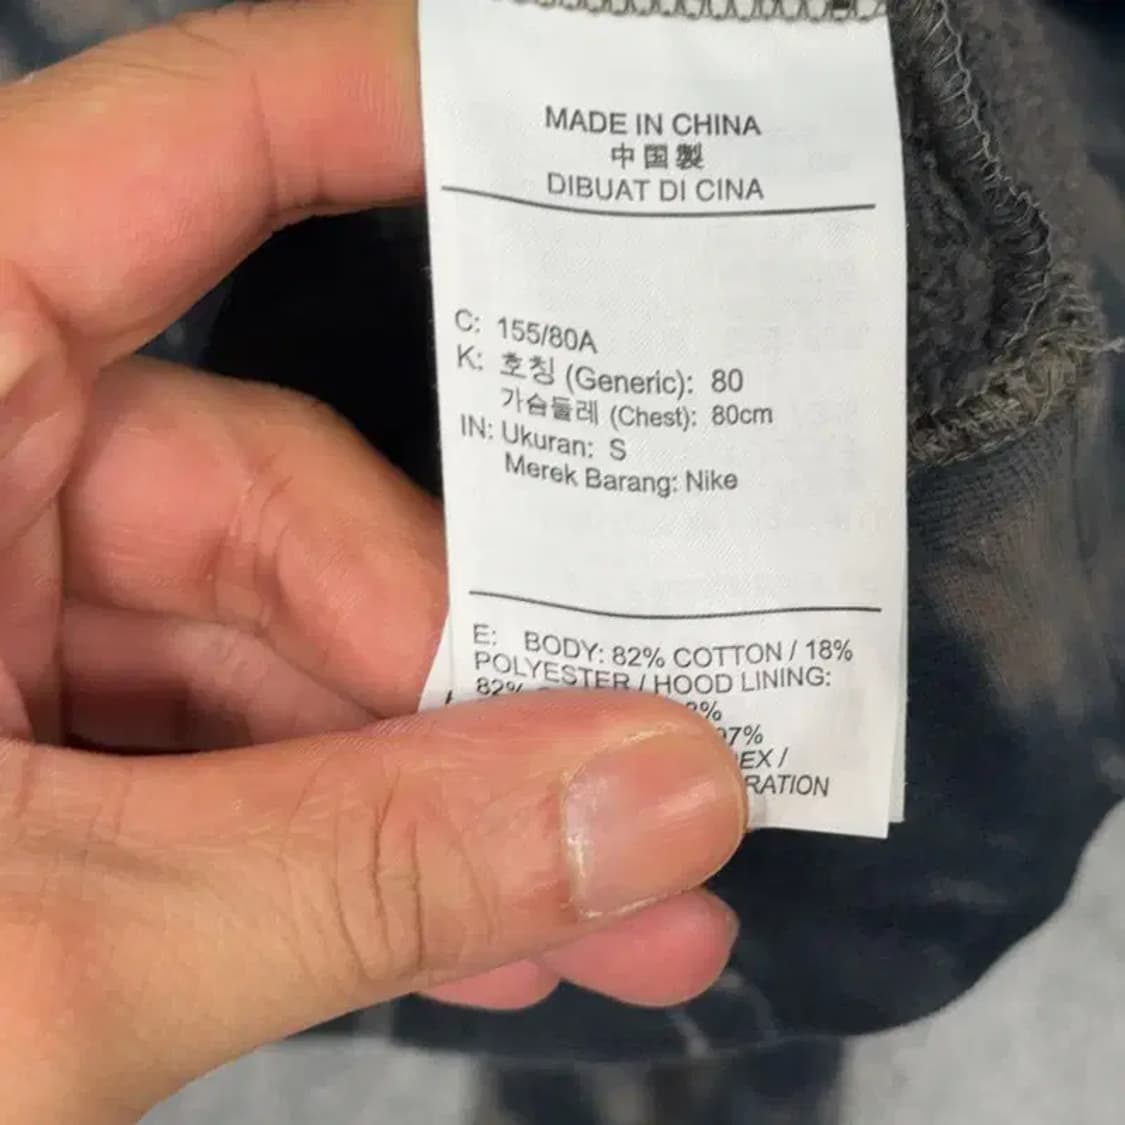 MADE IN CHINA
中国製
DIBUAT DI CINA
C: 155/80A
K: 호칭 (Generic): 80
가슴둘레 (Chest): 80cm
IN: Ukuran: S
Merek Barang: Nike
E: BODY: 82% COTTON / 18%
POLYESTER / HOOD LINING:
82%